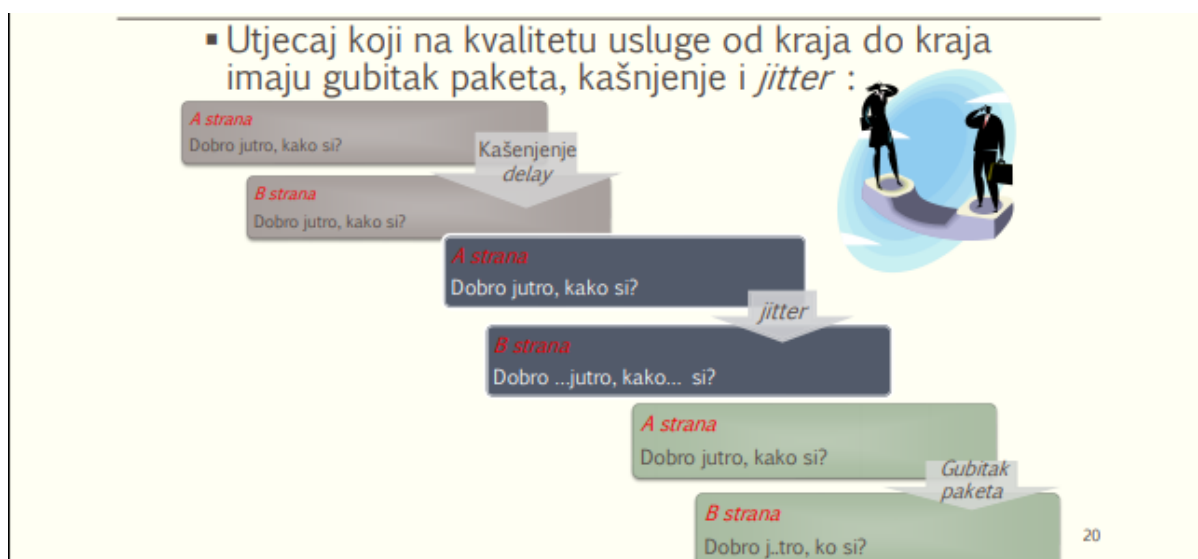 ▪ Utjecaj koji na kvalitetu usluge od kraja do kraja
imaju gubitak paketa, kašnjenje i jitter :
A strana
Dobro jutro, kako si?
Kašenjenje
delay
B strana
Dobro jutro, kako si?
A strana
Dobro jutro, kako si?
jitter
B strana
Dobro ...jutro, kako... si?
A strana
Dobro jutro, kako si?
Gubitak
paketa
B strana
Dobro j..tro, ko si?
20